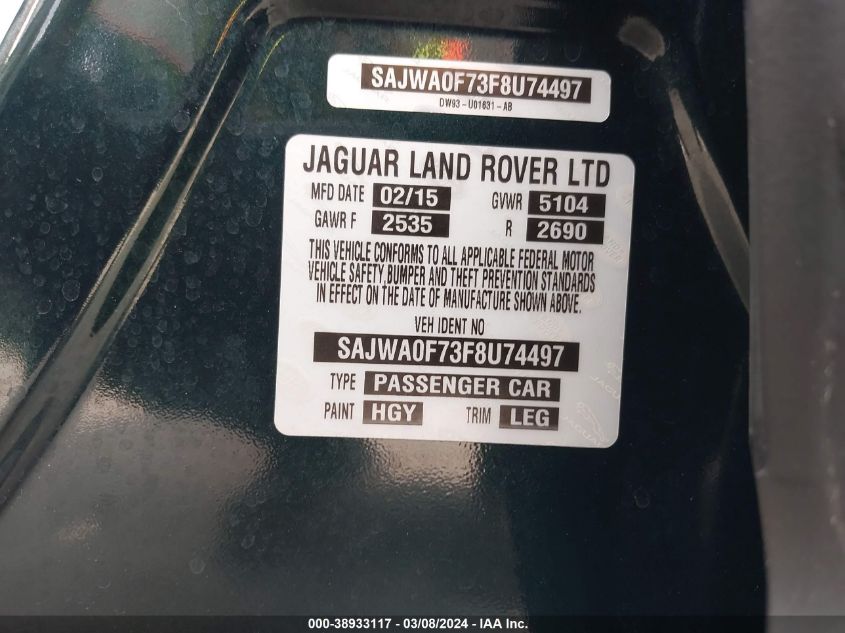 SAJWA0F73F8U74497
DW93-U01631-AB
JAGUAR LAND ROVER LTD
MFD DATE 02/15 GVWR 5104
GAWR F 2535 R 2690
THIS VEHICLE CONFORMS TO ALL APPLICABLE FEDERAL MOTOR
VEHICLE SAFETY BUMPER AND THEFT PREVENTION STANDARDS
IN EFFECT ON THE DATE OF MANUFACTURE SHOWN ABOVE.
VEH IDENT NO
SAJWA0F73F8U74497
TYPE PASSENGER CAR
PAINT HGY TRIM LEG
JAGUAR
000-38933117 - 03/08/2024 - IAA Inc.